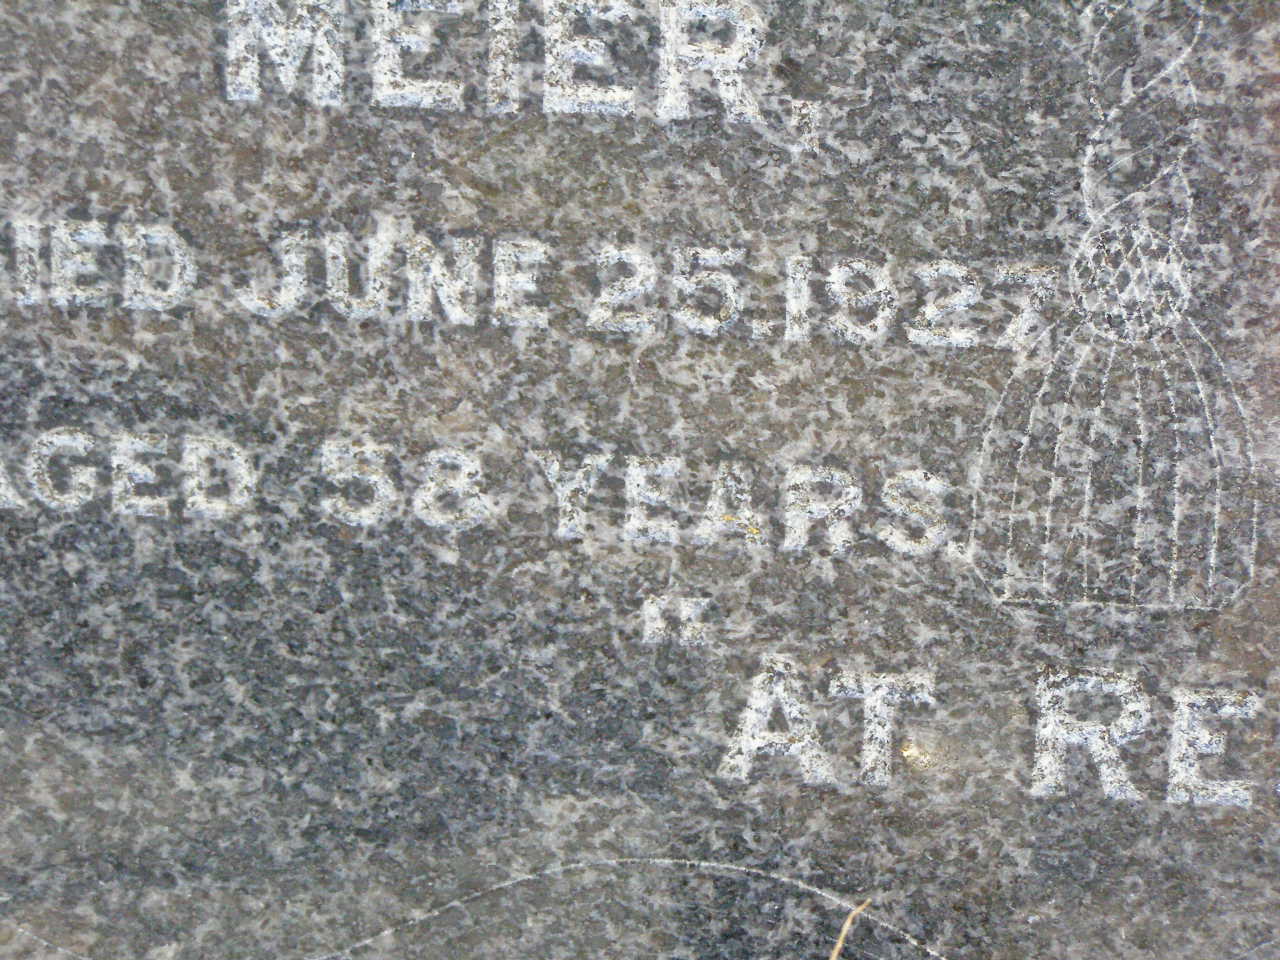 MEIER,
IED JUNE 25, 1927
AGED 58 YEARS.
"AT RE